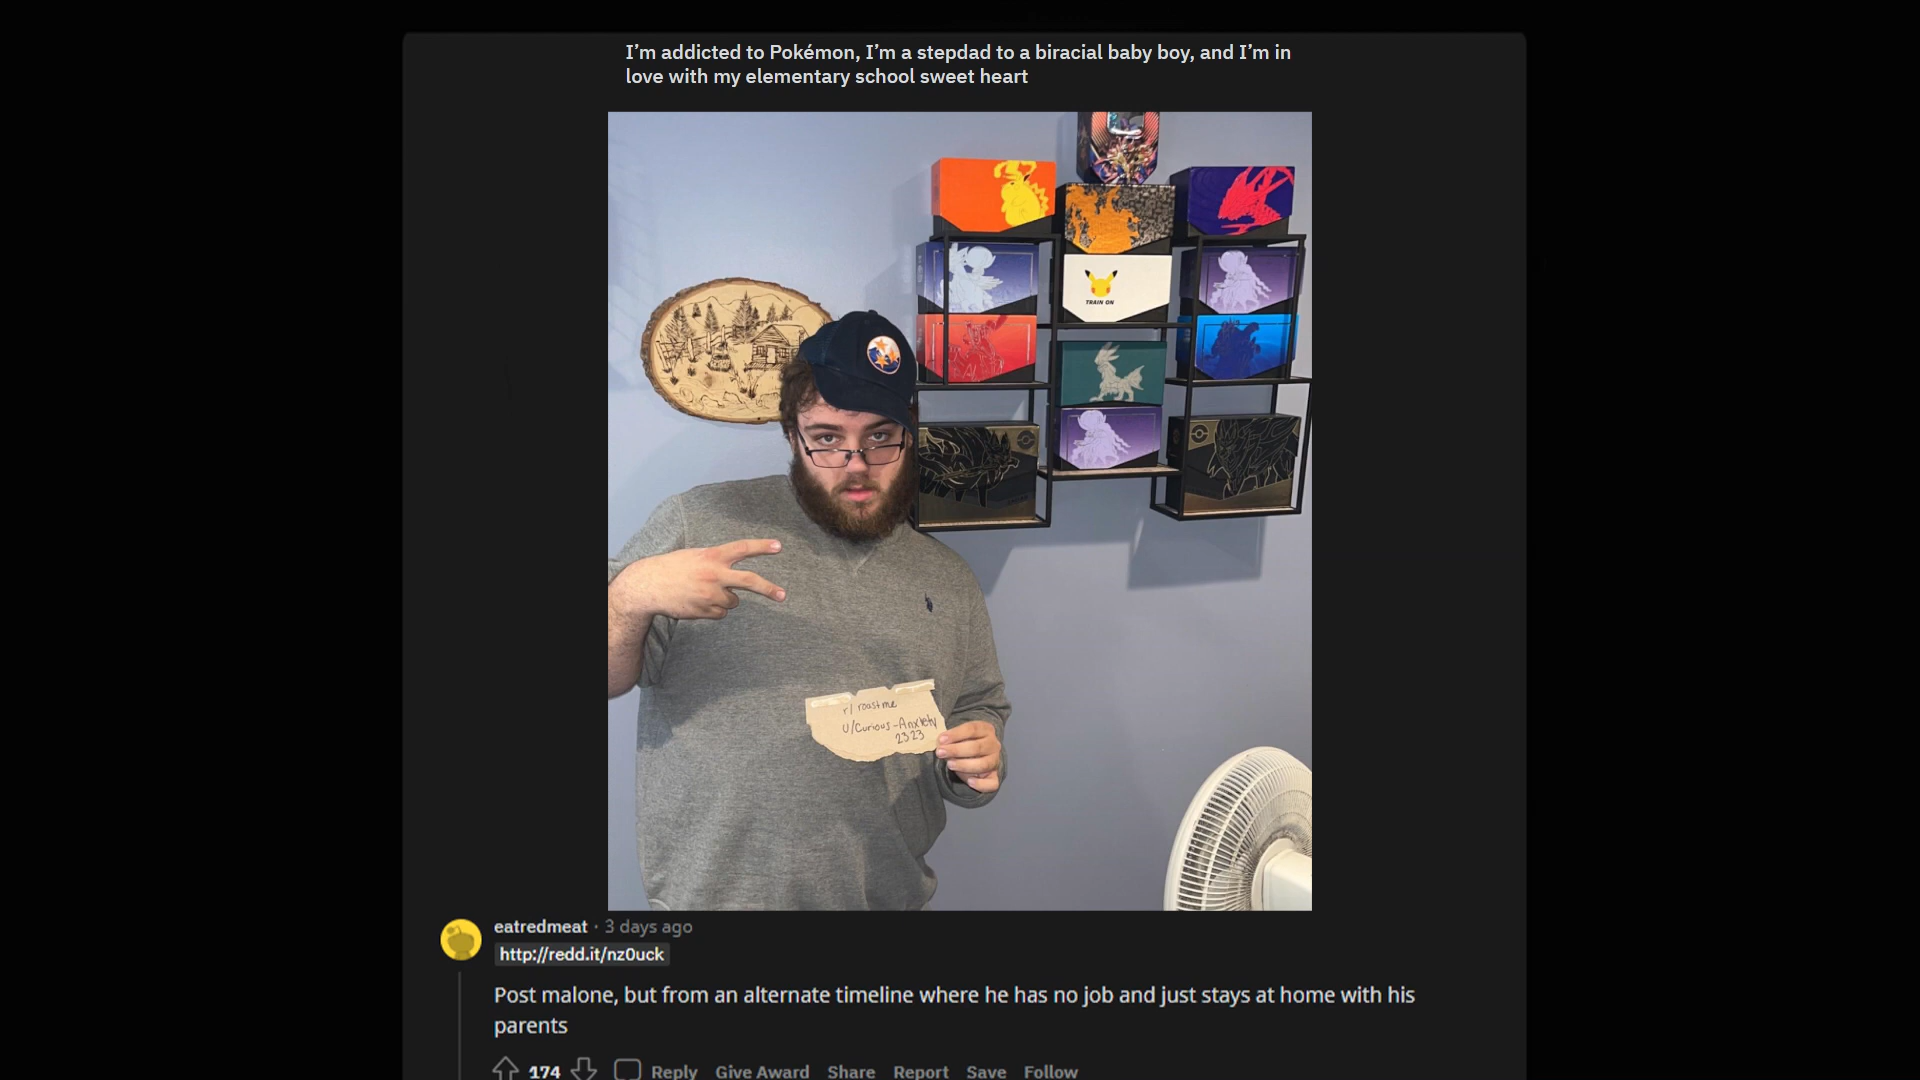 I'm addicted to Pokémon, I'm a stepdad to a biracial baby boy, and I'm in
love with my elementary school sweet heart
TRAIN ON
r/ roastme
u/Curious-Anxiety
2323
eatredmeat · 3 days ago
http://redd.it/nz0uck
Post malone, but from an alternate timeline where he has no job and just stays at home with his
parents
174 Reply Give Award Share Report Save Follow